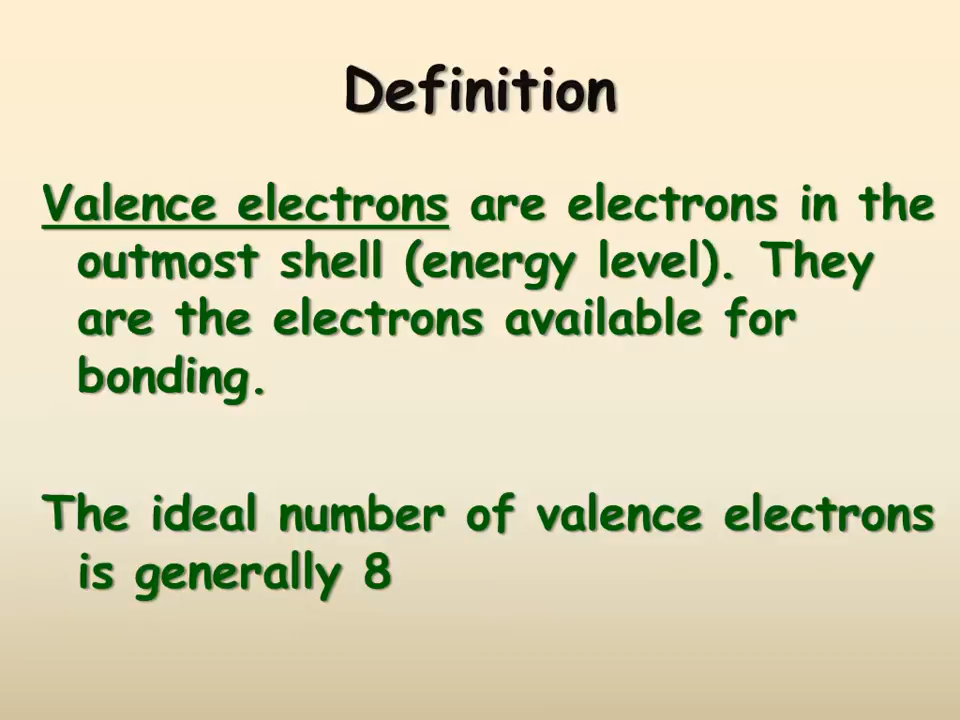 Definition
Valence electrons are electrons in the
outmost shell (energy level). They
are the electrons available for
bonding.
The ideal number of valence electrons
is generally 8